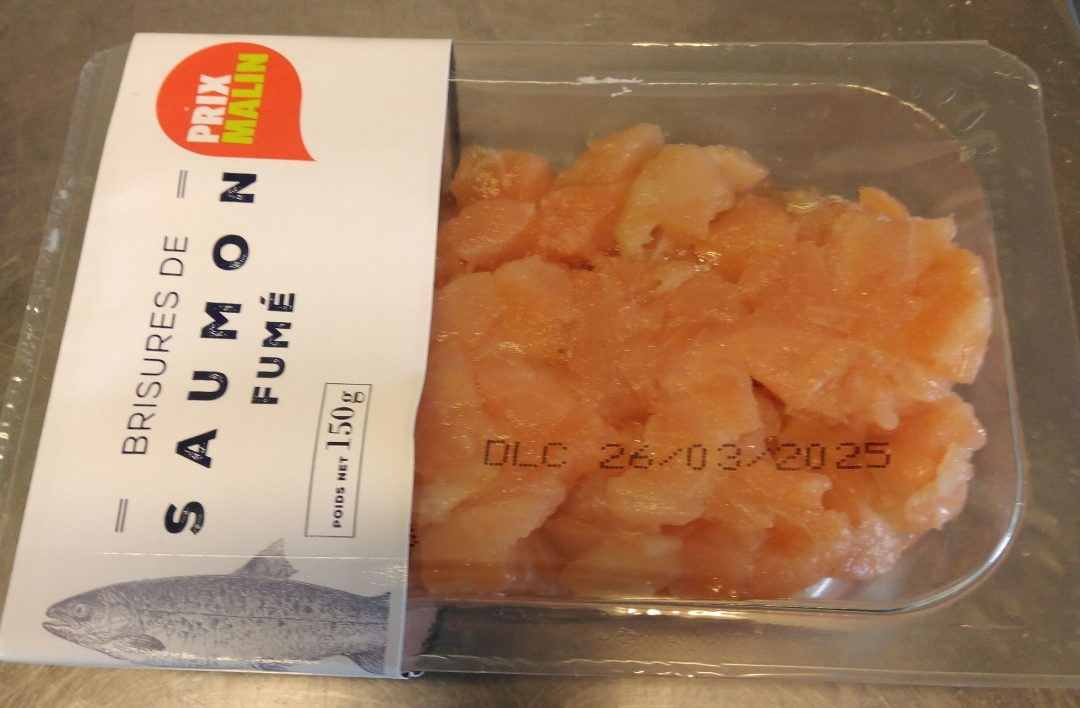 PRIX
MALIN
BRISURES DE
SAUMON
FUMÉ
POIDS NET 150g
DLC 26/03/2025